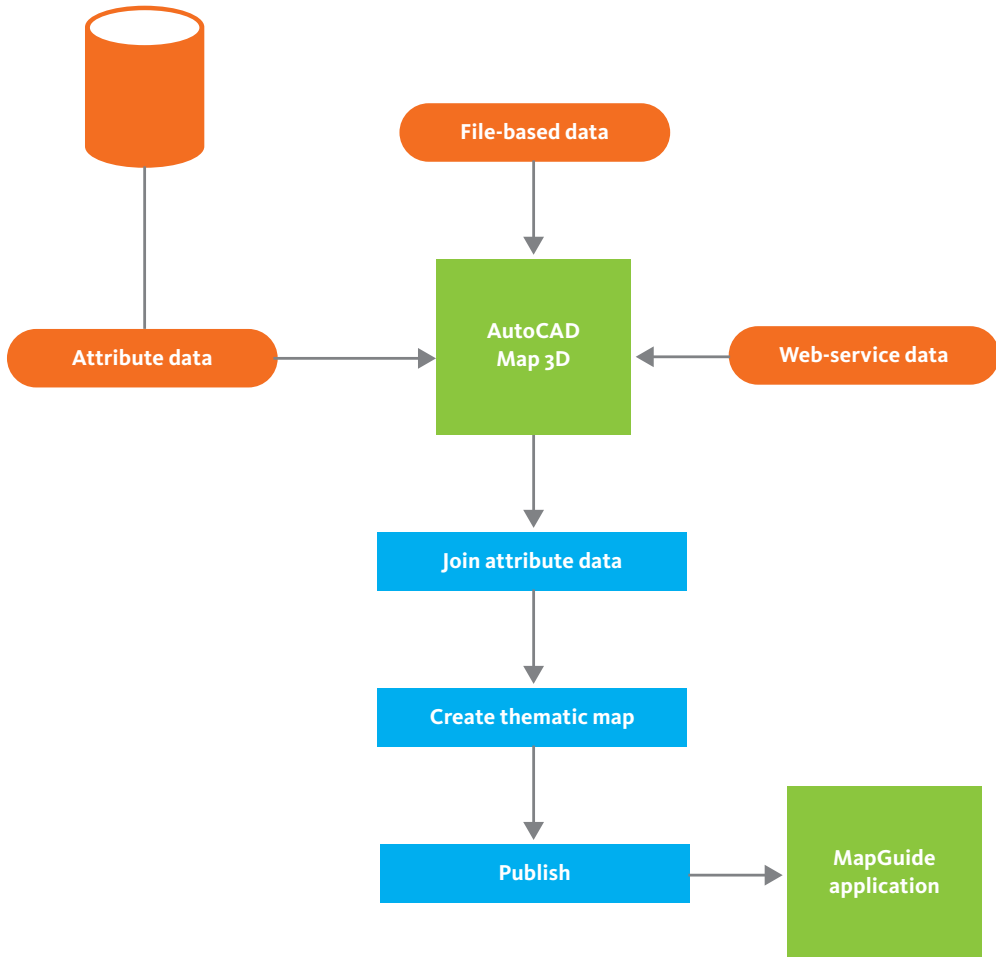 File-based data
AutoCAD
Map 3D
Attribute data
Web-service data
Join attribute data
Create thematic map
Publish
MapGuide
application